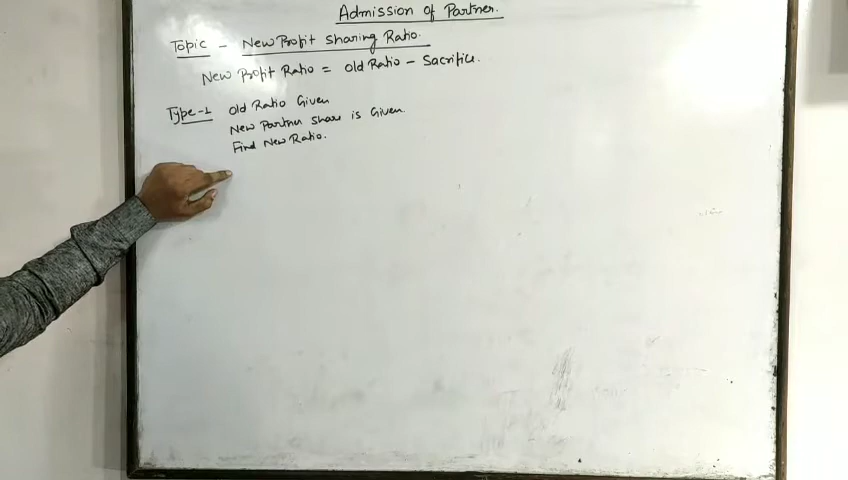 Admission of Partner.
Topic - New Profit Sharing Ratio.
New Profit Ratio = Old Ratio - Sacrifice.
Type-1 Old Ratio Given
New Partner share is Given.
Find New Ratio.